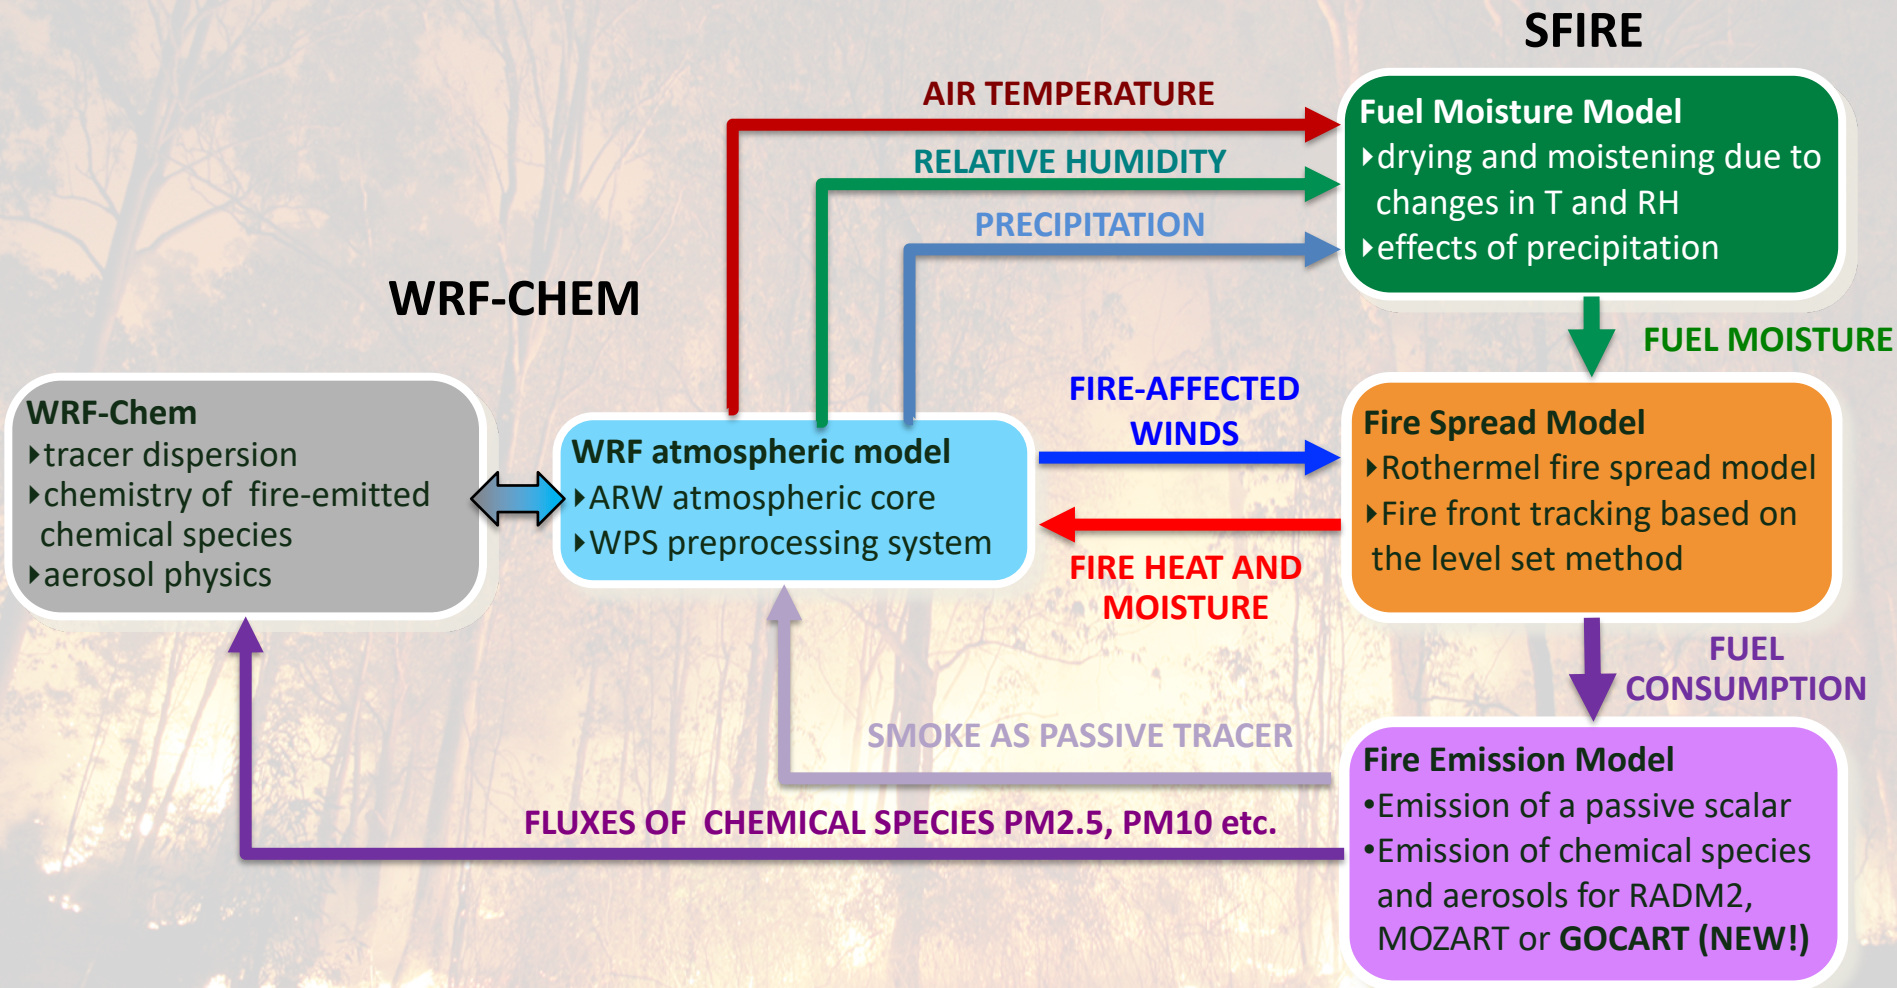 SFIRE
AIR TEMPERATURE
RELATIVE HUMIDITY
PRECIPITATION
Fuel Moisture Model
‣drying and moistening due to
changes in T and RH
‣effects of precipitation
WRF-CHEM
FUEL MOISTURE
WRF-Chem
‣tracer dispersion
‣chemistry of fire-emitted
chemical species
‣aerosol physics
WRF atmospheric model
‣ARW atmospheric core
‣WPS preprocessing system
FIRE-AFFECTED
WINDS
FIRE HEAT AND
MOISTURE
Fire Spread Model
‣Rothermel fire spread model
‣Fire front tracking based on
the level set method
FUEL
CONSUMPTION
SMOKE AS PASSIVE TRACER
FLUXES OF CHEMICAL SPECIES PM2.5, PM10 etc.
Fire Emission Model
•Emission of a passive scalar
•Emission of chemical species
and aerosols for RADM2,
MOZART or GOCART (NEW!)